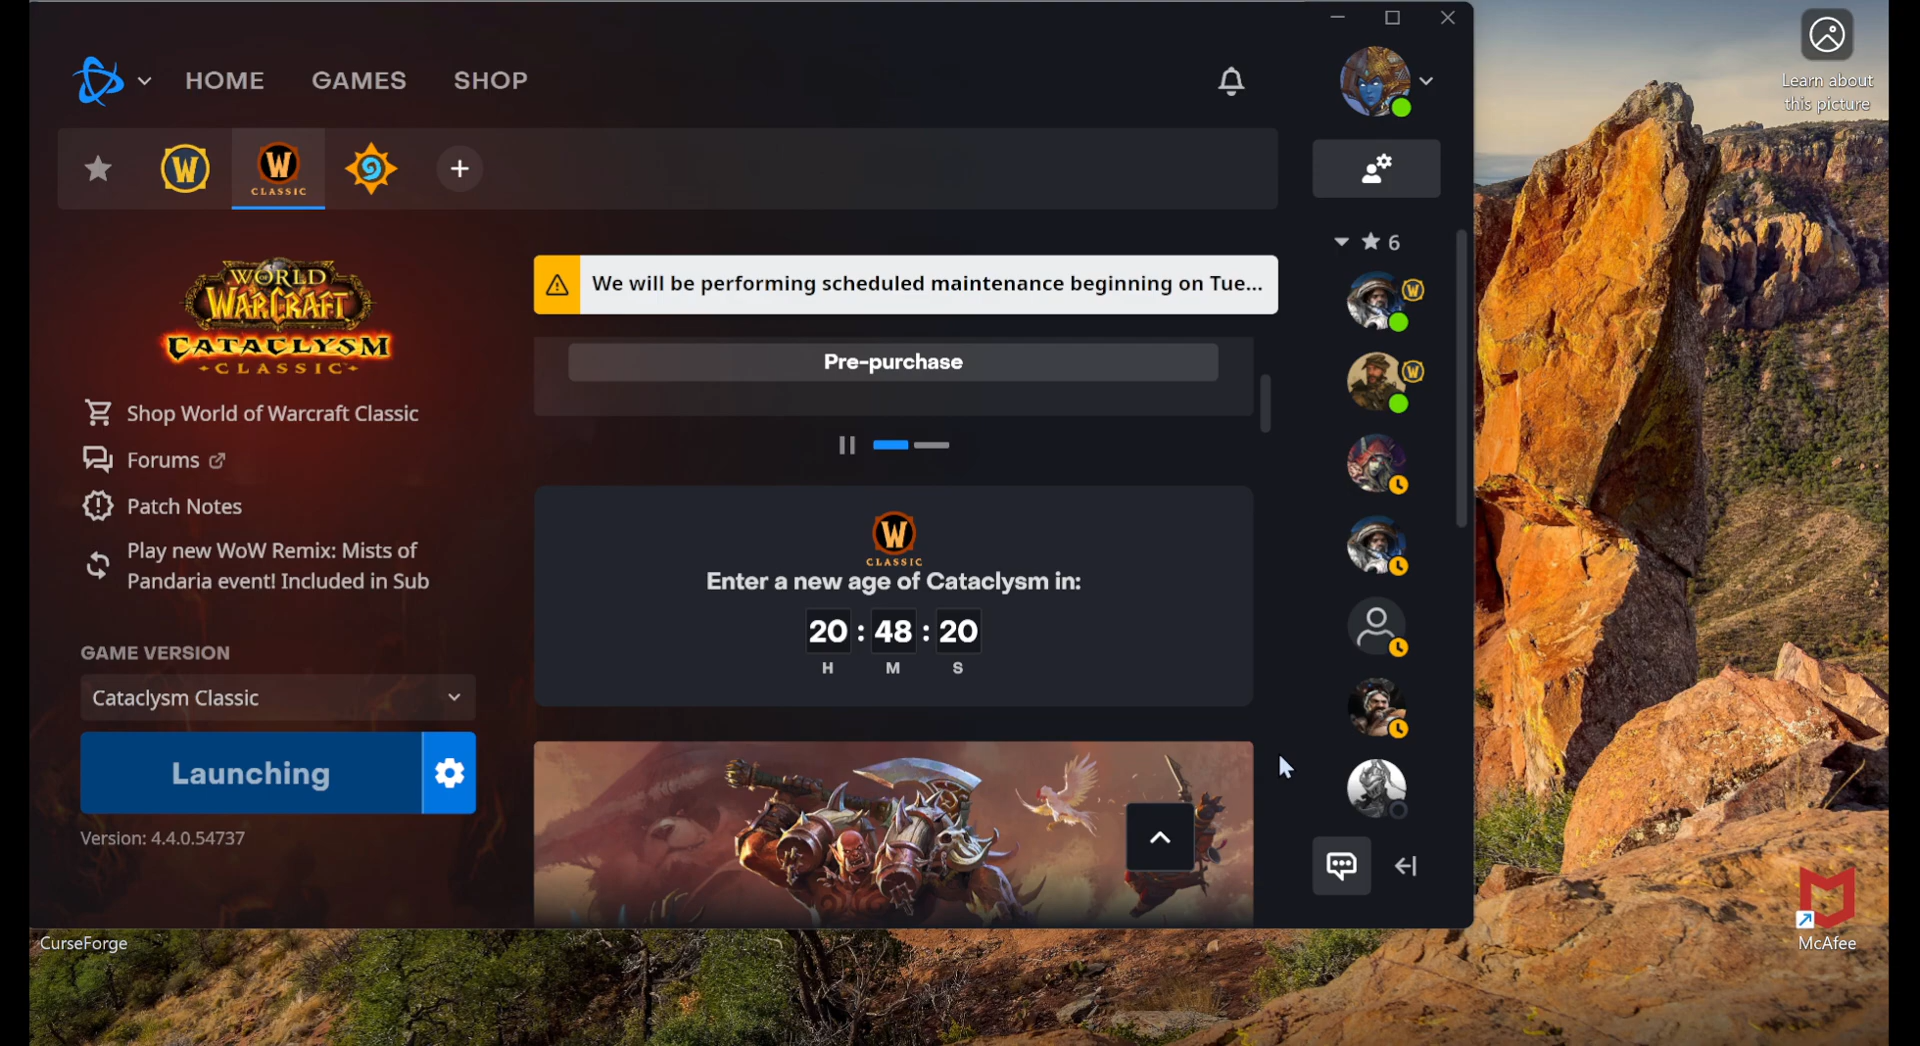 HOME GAMES SHOP
Learn about
this picture
W
W
CLASSIC
6
WORLD
OF
WARCRAFT
CATACLYSM
CLASSIC
We will be performing scheduled maintenance beginning on Tue...
Pre-purchase
Shop World of Warcraft Classic
Forums
Patch Notes
Play new WoW Remix: Mists of
Pandaria event! Included in Sub
W
CLASSIC
Enter a new age of Cataclysm in:
20 : 48 : 20
H M S
GAME VERSION
Cataclysm Classic
Launching
Version: 4.4.0.54737
CurseForge
McAfee